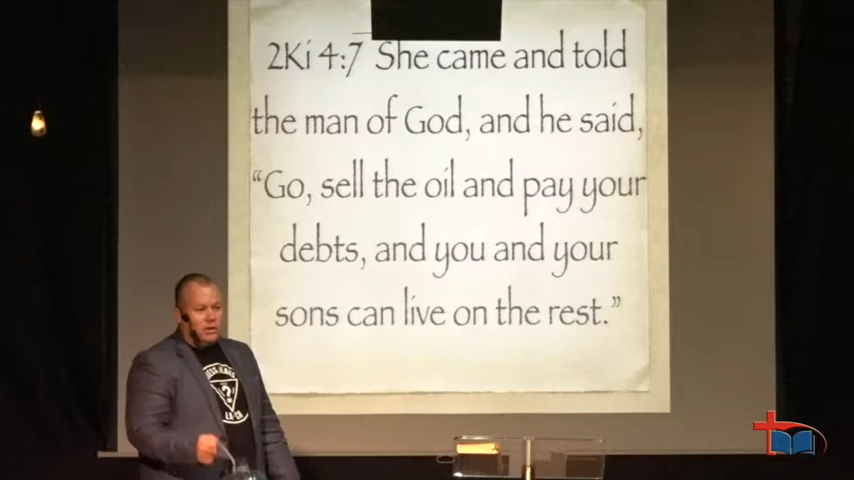 2Ki 4:7 She came and told
the man of God, and he said,
“Go, sell the oil and pay your
debts, and you and your
sons can live on the rest.”
?